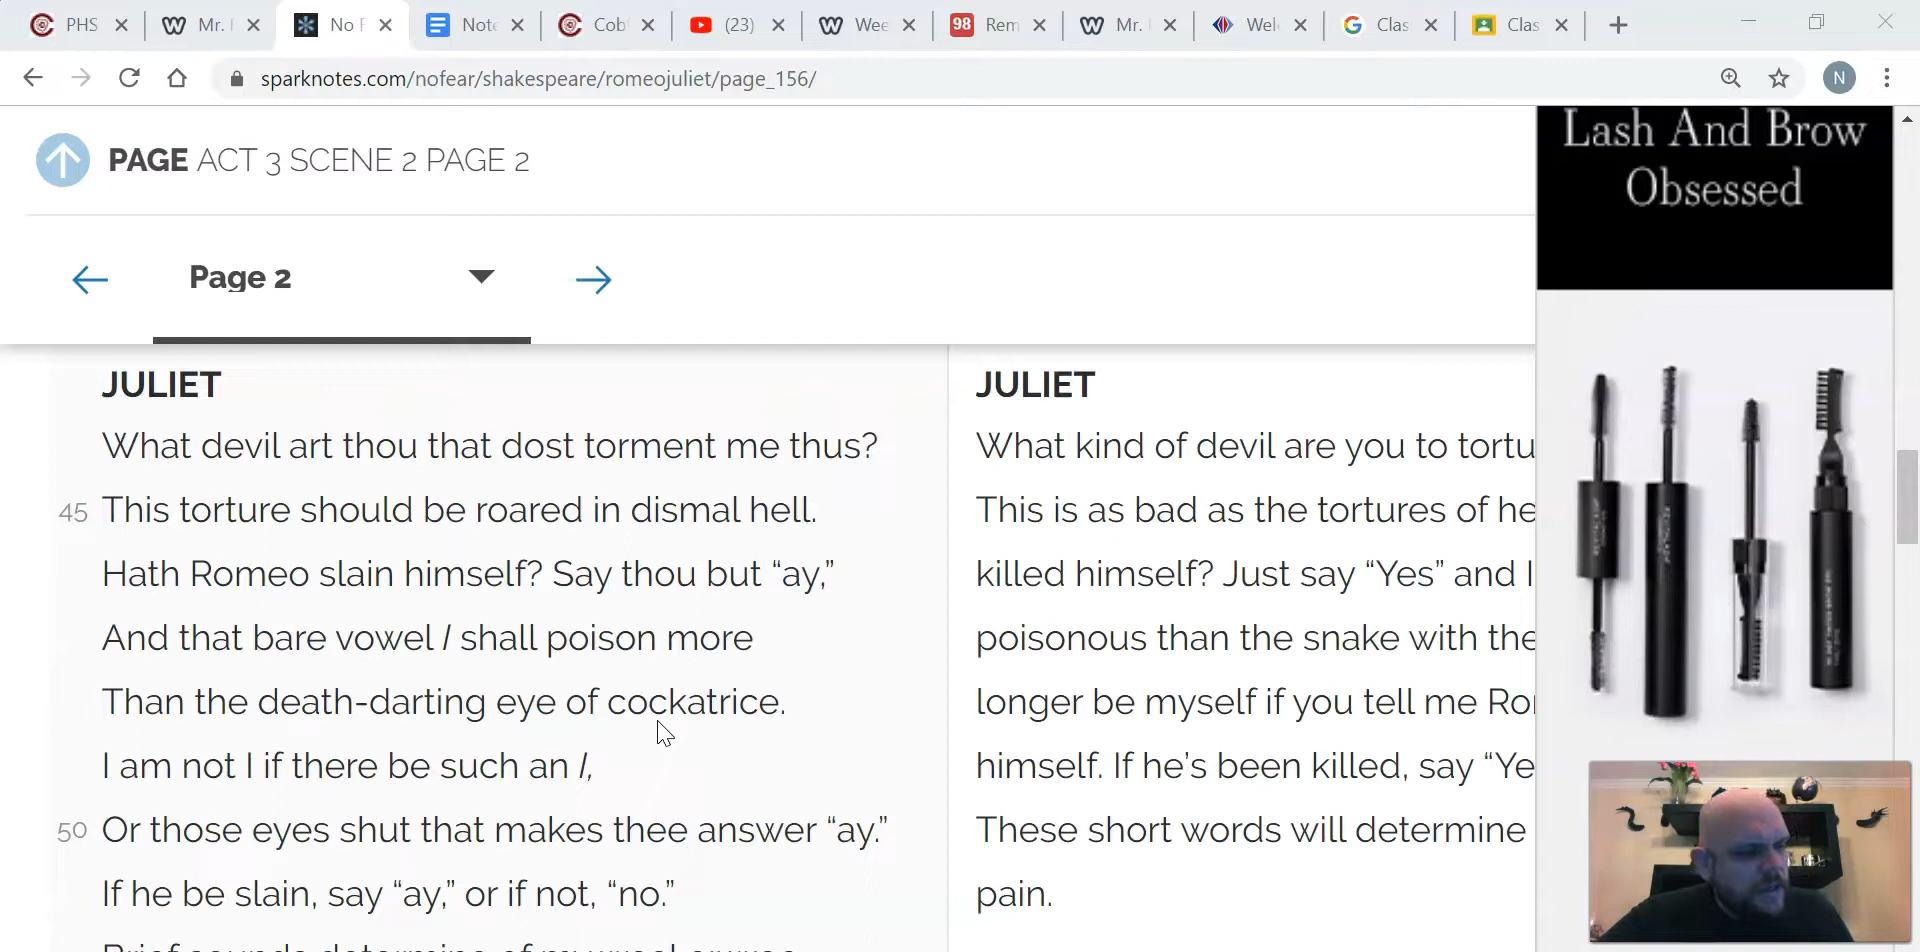 PHS
Mr.
No F
Note
Cob
(23)
Wee
98 Rem
Mr.
Wel
Clas
Clas
sparknotes.com/nofear/shakespeare/romeojuliet/page_156/
N
PAGE ACT 3 SCENE 2 PAGE 2
Page 2
JULIET
What devil art thou that dost torment me thus?
45 This torture should be roared in dismal hell.
Hath Romeo slain himself? Say thou but “ay,”
And that bare vowel I shall poison more
Than the death-darting eye of cockatrice.
I am not I if there be such an I,
50 Or those eyes shut that makes thee answer “ay.”
If he be slain, say “ay,” or if not, “no.”
JULIET
What kind of devil are you to tortu
This is as bad as the tortures of he
killed himself? Just say “Yes” and I
poisonous than the snake with the
longer be myself if you tell me Ro
himself. If he’s been killed, say “Ye
These short words will determine
pain.
Lash And Brow
Obsessed